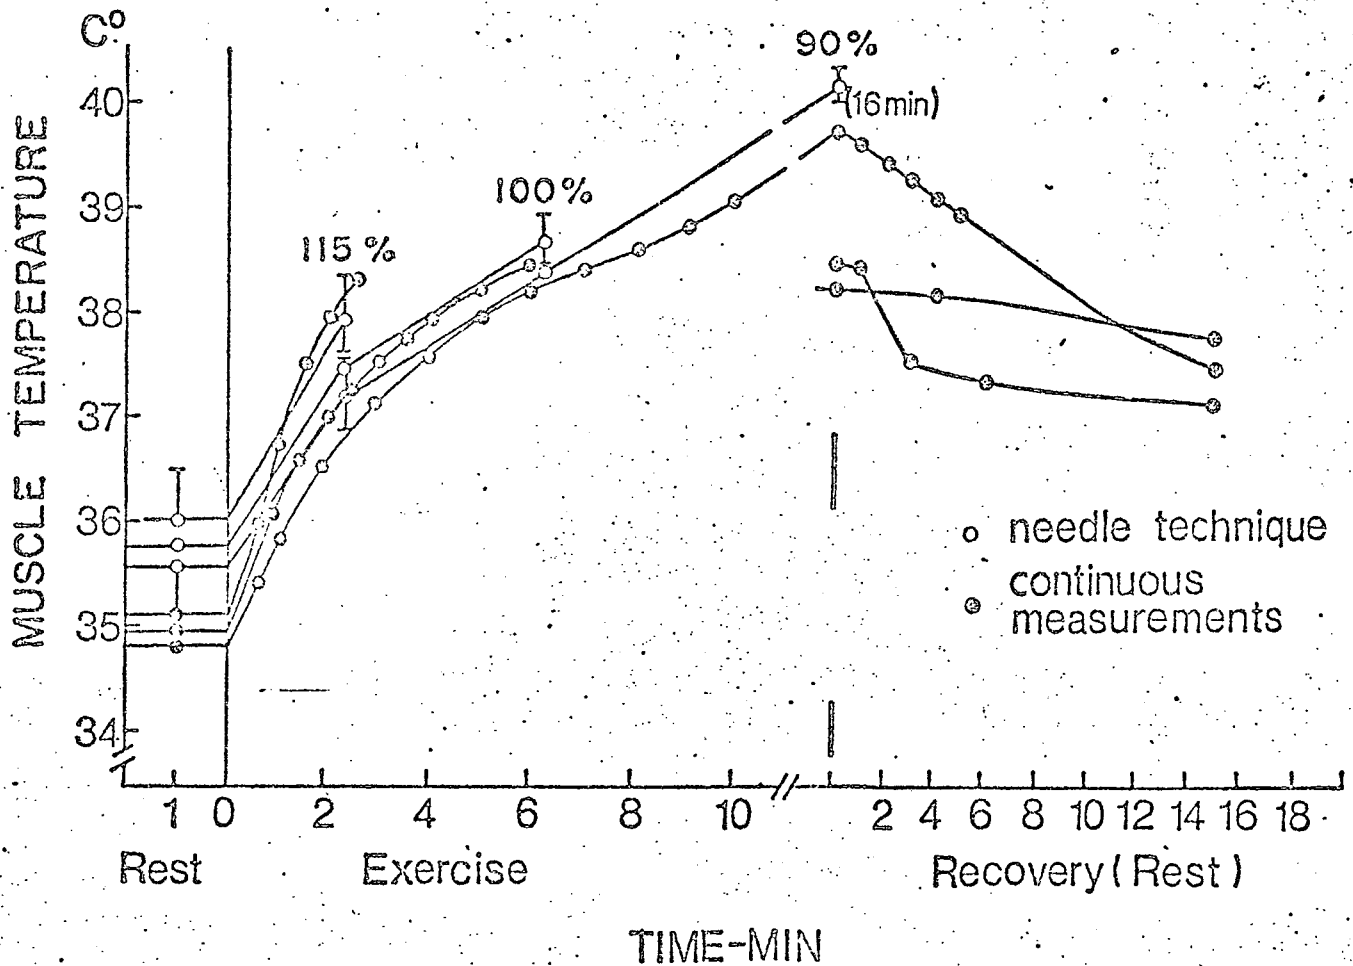 C°
90%
40
(16min)
39
100%
115%
38
37
36
35
34
MUSCLE TEMPERATURE
needle technique
continuous
measurements
1 0 2 4 6 8 10 2 4 6 8 10 12 14 16 18
Rest Exercise Recovery (Rest)
TIME-MIN